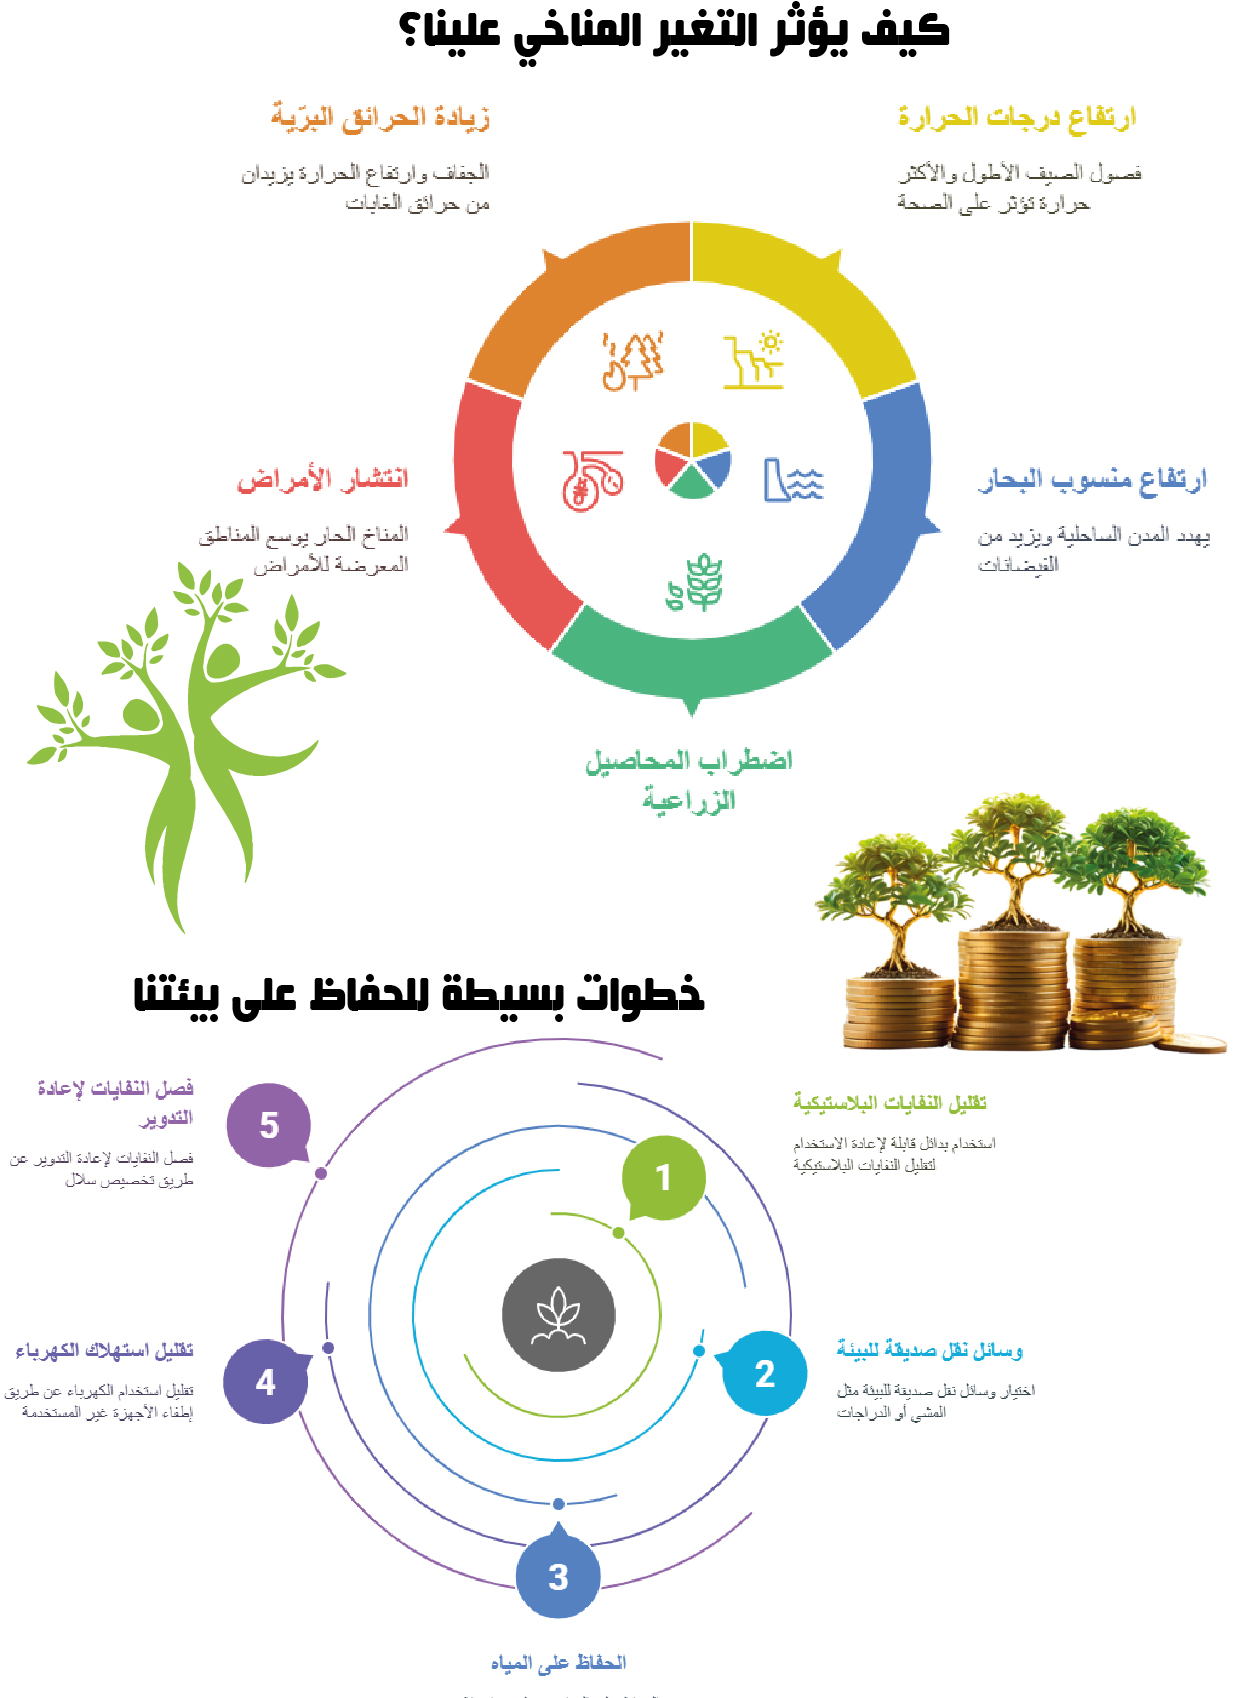 كيف يؤثر التغير المناخي علينا؟
ارتفاع درجات الحرارة
فصول الصيف الأطول والأكثر
حرارة تؤثر على الصحة
زيادة الحرائق البرّية
الجفاف وارتفاع الحرارة يزيدان
من حرائق الغابات
ارتفاع منسوب البحار
يهدد المدن الساحلية ويزيد من
الفيضانات
انتشار الأمراض
المناخ الحار يوسع المناطق
المعرضة للأمراض
اضطراب المحاصيل
الزراعية
خطوات بسيطة للحفاظ على بيئتنا
1
تقليل النفايات البلاستيكية
استخدام بدائل قابلة لإعادة الاستخدام
لتقليل النفايات البلاستيكية
2
وسائل نقل صديقة للبيئة
اختيار وسائل نقل صديقة للبيئة مثل
المشي أو الدراجات
3
الحفاظ على المياه
4
تقليل استهلاك الكهرباء
تقليل استخدام الكهرباء عن طريق
إطفاء الأجهزة غير المستخدمة
5
فصل النفايات لإعادة
التدوير
فصل النفايات لإعادة التدوير عن
طريق تخصيص سلال